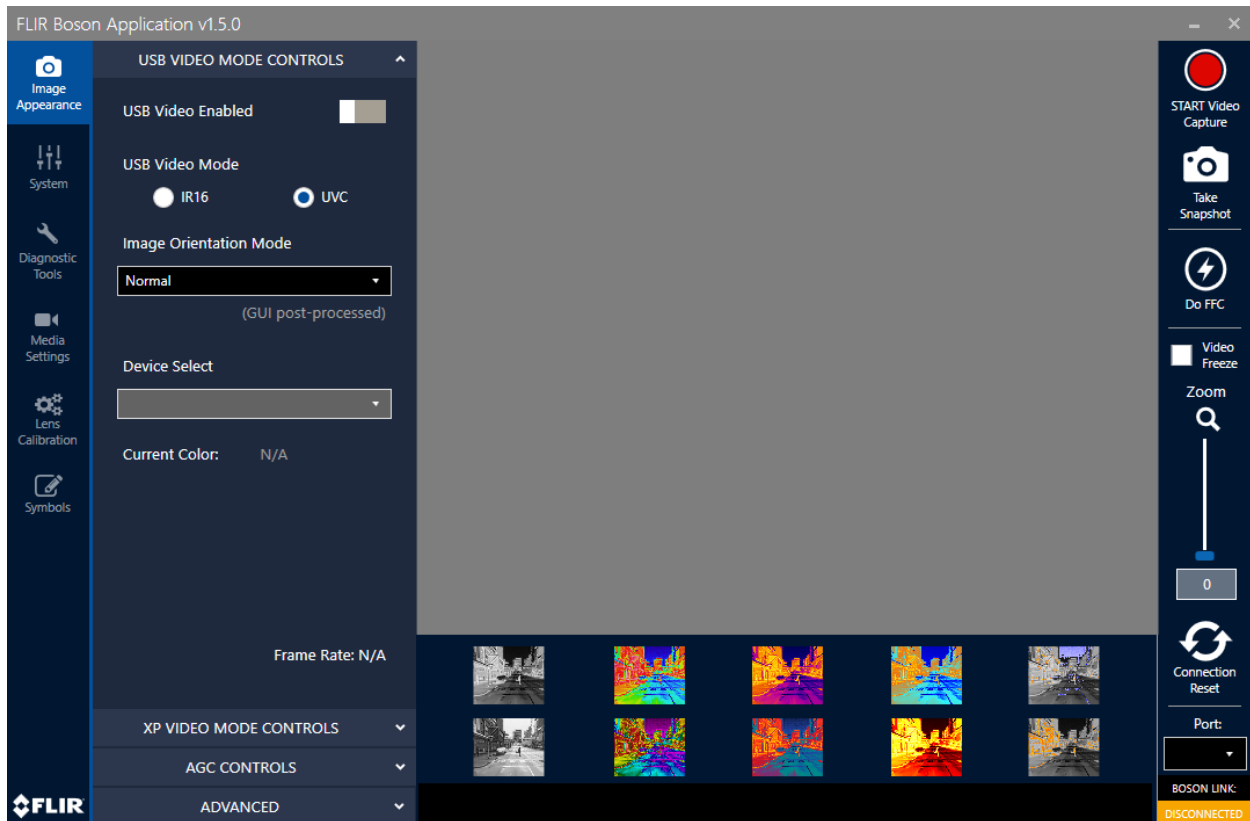 FLIR Boson Application v1.5.0
Image
Appearance
System
Diagnostic
Tools
Media
Settings
Lens
Calibration
Symbols
FLIR
USB VIDEO MODE CONTROLS
USB Video Enabled
USB Video Mode
IR16 UVC
Image Orientation Mode
Normal
(GUI post-processed)
Device Select
Current Color: N/A
Frame Rate: N/A
XP VIDEO MODE CONTROLS
AGC CONTROLS
ADVANCED
START Video
Capture
Take
Snapshot
Do FFC
Video
Freeze
Zoom
0
Connection
Reset
Port:
BOSON LINK:
DISCONNECTED